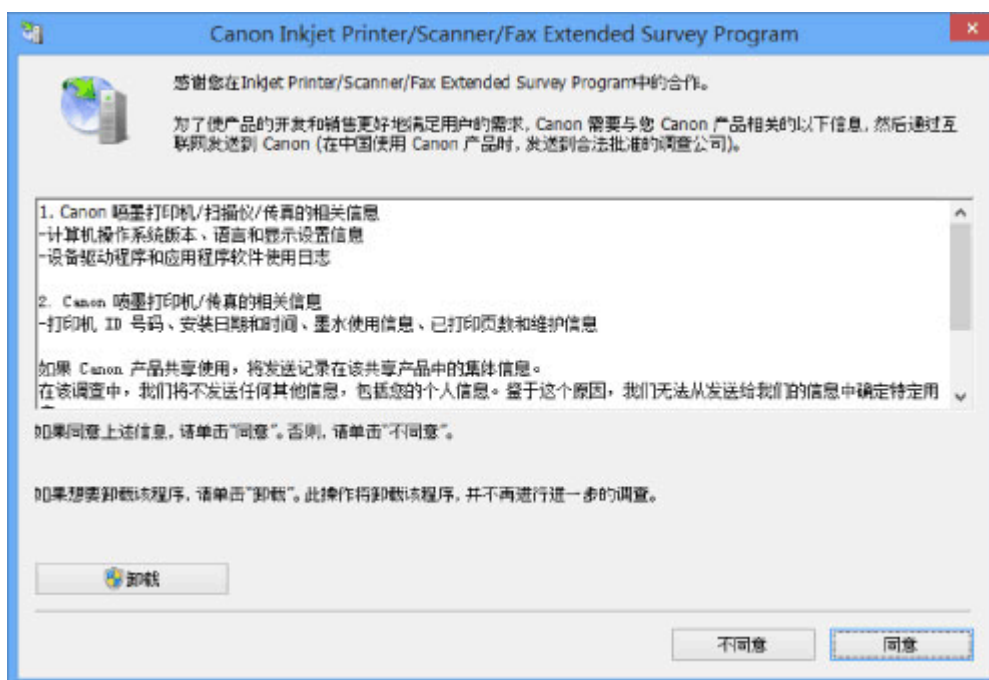 Canon Inkjet Printer/Scanner/Fax Extended Survey Program
感谢您在Inkjet Printer/Scanner/Fax Extended Survey Program中的合作。
为了使产品的开发和销售更好地满足用户的需求, Canon 需要与您 Canon 产品相关的以下信息, 然后通过互
联网发送到 Canon (在中国使用 Canon 产品时, 发送到合法批准的调查公司)。
1. Canon 喷墨打印机/扫描仪/传真的相关信息
-计算机操作系统版本、语言和显示设置信息
-设备驱动程序和应用程序软件使用日志
2. Canon 喷墨打印机/传真的相关信息
-打印机 ID 号码、安装日期和时间、墨水使用信息、已打印页数和维护信息
如果 Canon 产品共享使用，将发送记录在该共享产品中的集体信息。
在该调查中，我们将不发送任何其他信息，包括您的个人信息。鉴于这个原因，我们无法从发送给我们的信息中确定特定用
如果同意上述信息, 请单击"同意"。否则, 请单击"不同意"。
如果想要卸载该程序, 请单击"卸载"。此操作将卸载该程序, 并不再进行进一步的调查。
卸载
不同意
同意